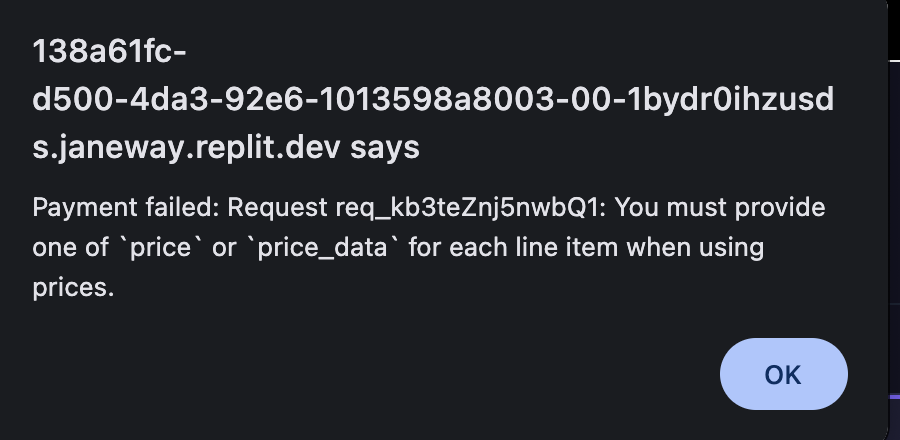 138a61fc-
d500-4da3-92e6-1013598a8003-00-1bydr0ihzusd
s.janeway.replit.dev says
Payment failed: Request req_kb3teZnj5nwbQ1: You must provide
one of `price` or `price_data` for each line item when using
prices.
OK